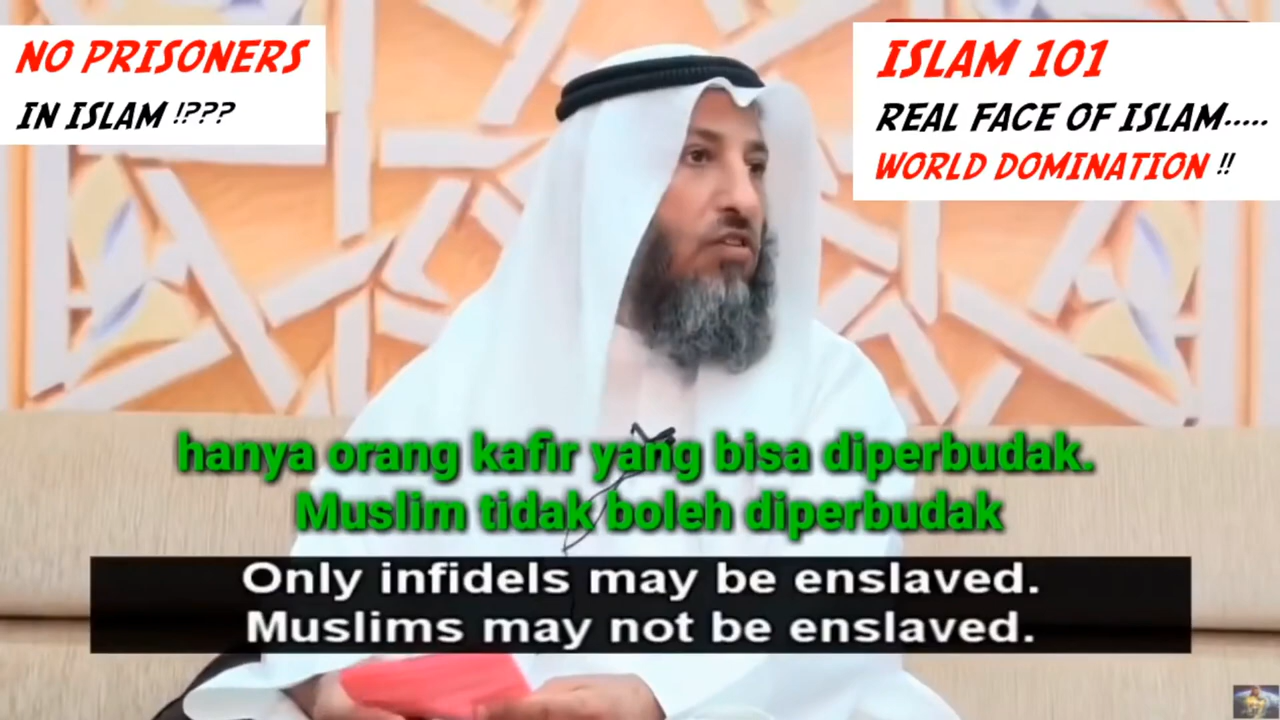 NO PRISONERS
IN ISLAM !???
ISLAM 101
REAL FACE OF ISLAM.....
WORLD DOMINATION !!
hanya orang kafir yang bisa diperbudak.
Muslim tidak boleh diperbudak
Only infidels may be enslaved.
Muslims may not be enslaved.